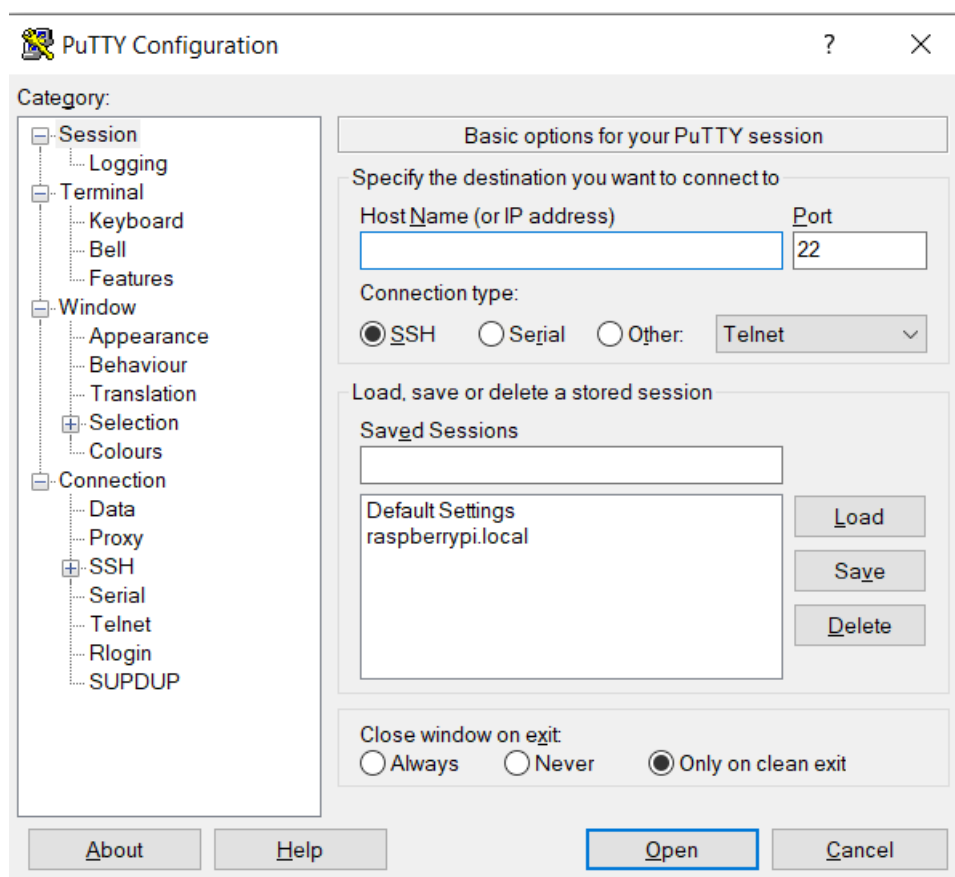 PuTTY Configuration ?
Category:
Session
Logging
Terminal
Keyboard
Bell
Features
Window
Appearance
Behaviour
Translation
Selection
Colours
Connection
Data
Proxy
SSH
Serial
Telnet
Rlogin
SUPDUP
Basic options for your PuTTY session
Specify the destination you want to connect to
Host Name (or IP address) Port
22
Connection type:
SSH Serial Other: Telnet
Load, save or delete a stored session
Saved Sessions
Default Settings
raspberrypi.local
Load
Save
Delete
Close window on exit:
Always Never Only on clean exit
About Help Open Cancel